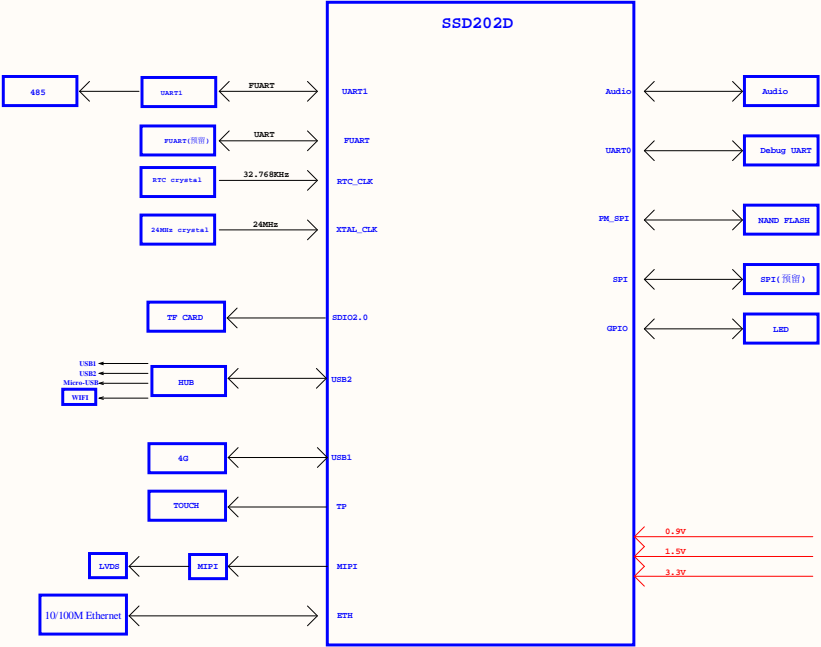 SSD202D
485
UART1
FUART
UART1
FUART(预留)
UART
FUART
RTC crystal
32.768KHz
RTC_CLK
24MHz crystal
24MHz
XTAL_CLK
TF CARD
SDIO2.0
USB1
USB2
Micro-USB
WIFI
HUB
USB2
4G
USB1
TOUCH
TP
LVDS
MIPI
MIPI
10/100M Ethernet
ETH
Audio
Audio
UART0
Debug UART
PM_SPI
NAND FLASH
SPI
SPI(预留)
GPIO
LED
0.9V
1.5V
3.3V